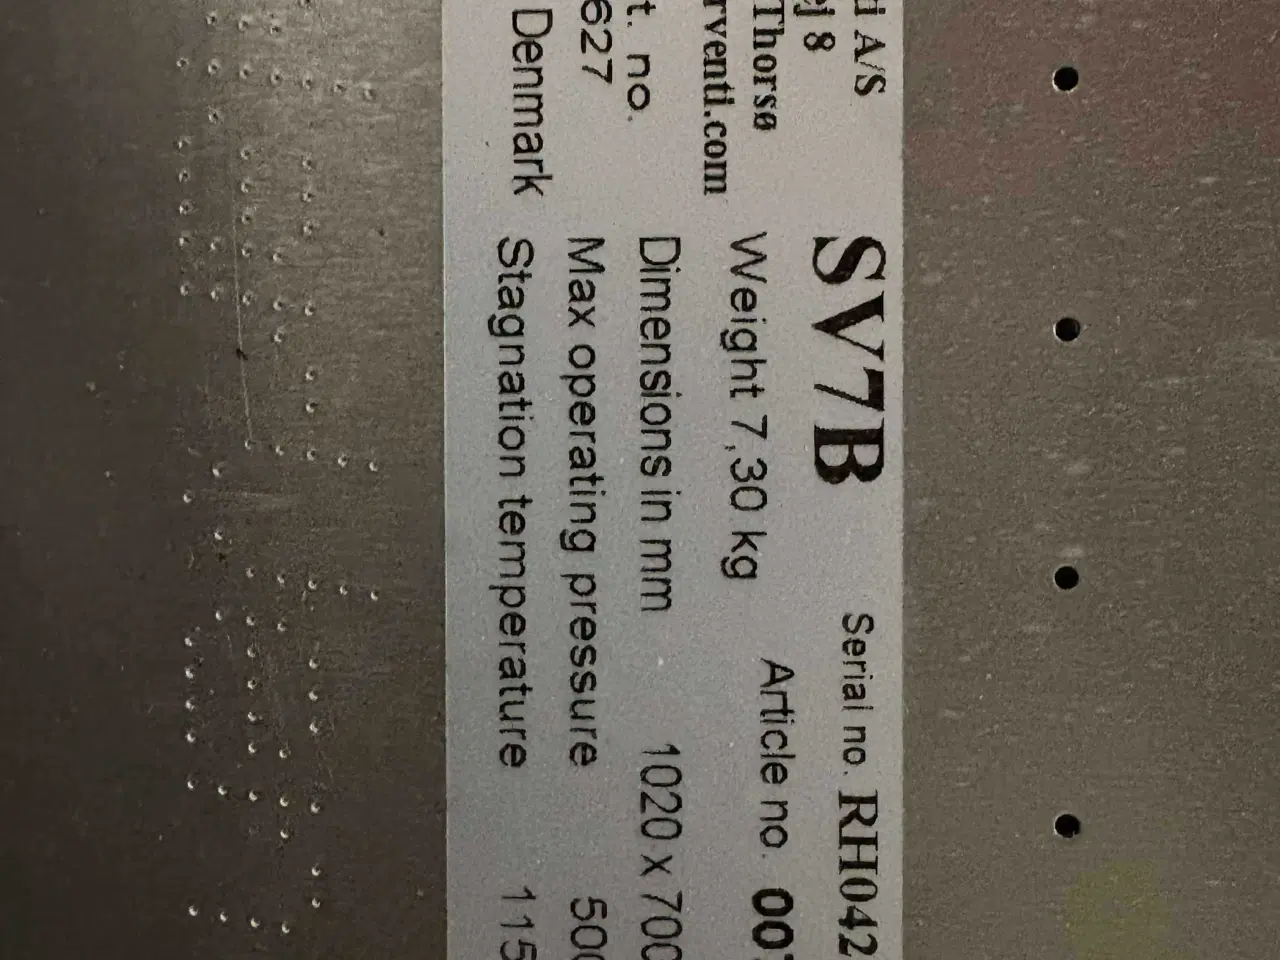 i A/S
j 8
Thorsø
rventi.com
t. no.
627
Denmark
SV7B Serial no. RH042
Weight 7,30 kg Article no. 00
Dimensions in mm 1020 x 700
Max operating pressure 500
Stagnation temperature 115